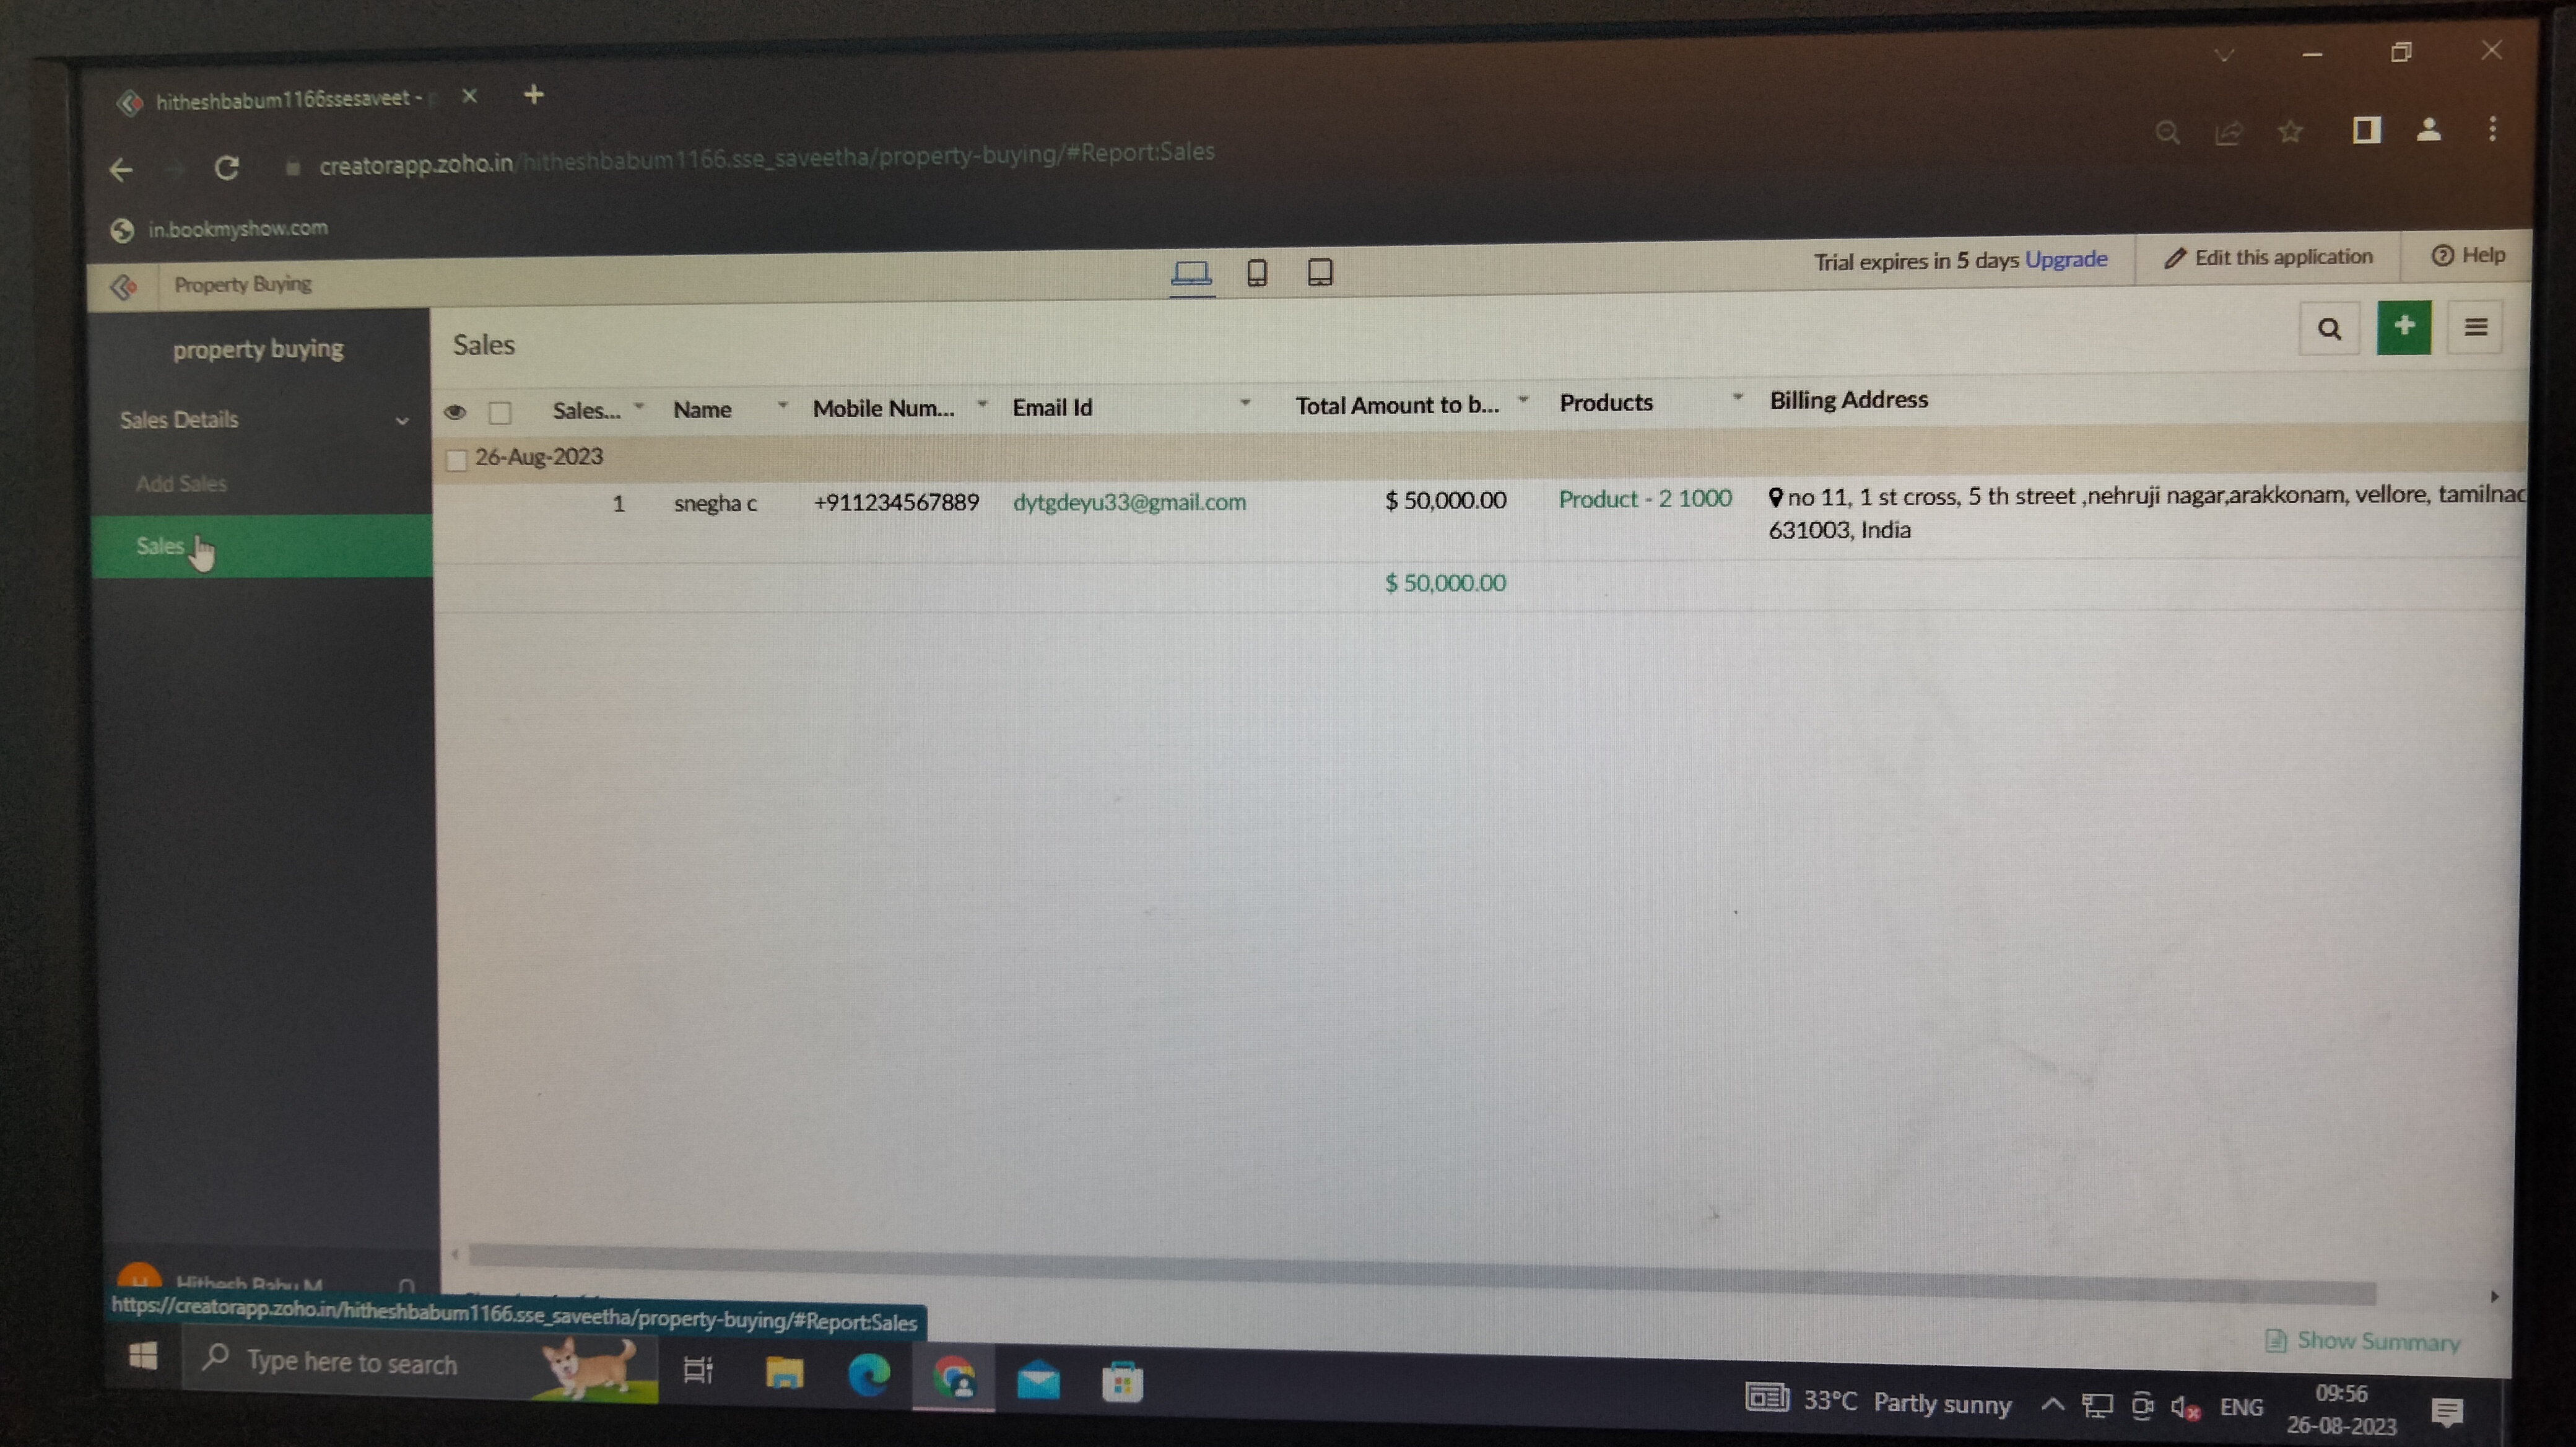 hitheshbabum1166ssesaveet -
creatorapp.zoho.in/hitheshbabum1166.sse_saveetha/property-buying/#Report:Sales
in.bookmyshow.com
Property Buying
Trial expires in 5 days Upgrade
Edit this application
Help
property buying
Sales Details
Add Sales
Sales
Sales
Sales... Name Mobile Num... Email Id Total Amount to b... Products Billing Address
26-Aug-2023
1 snegha c +911234567889 dytgdeyu33@gmail.com $ 50,000.00 Product - 2 1000 no 11, 1 st cross, 5 th street ,nehruji nagar,arakkonam, vellore, tamilnad
631003, India
$ 50,000.00
Hithesh Babu M
https://creatorapp.zoho.in/hitheshbabum1166.sse_saveetha/property-buying/#Report:Sales
Show Summary
Type here to search
33°C Partly sunny
ENG
09:56
26-08-2023